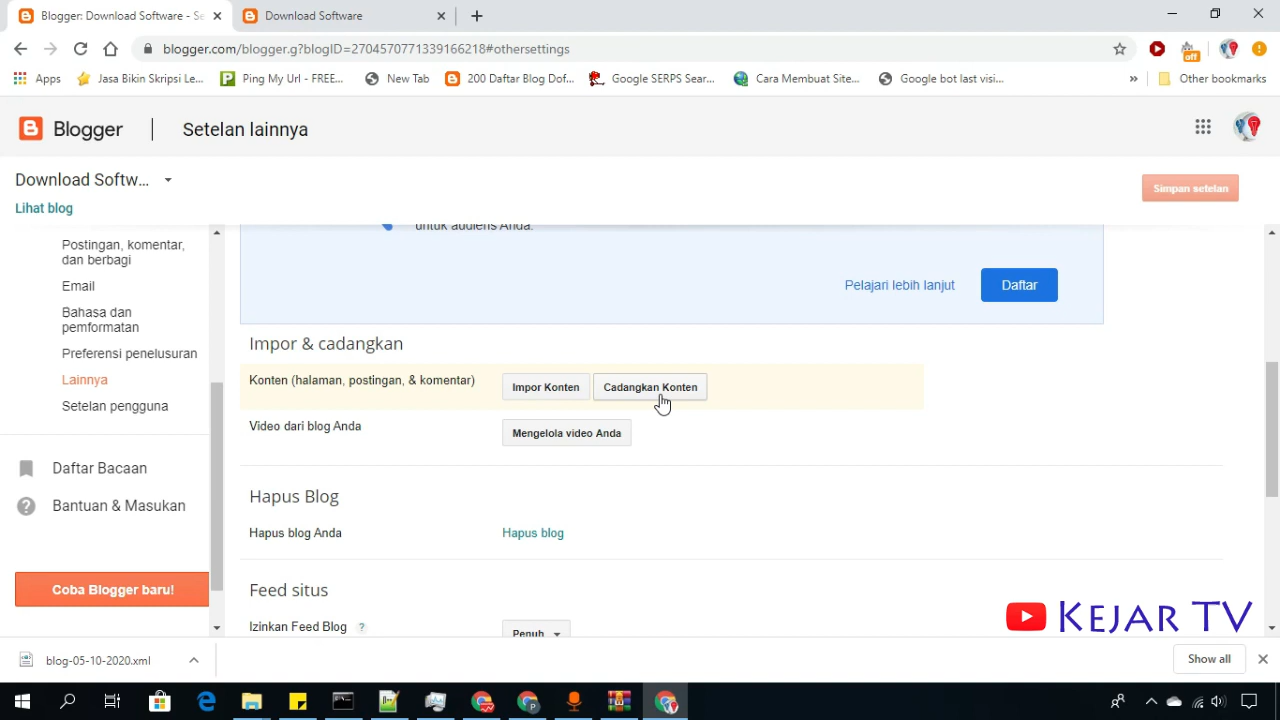 Blogger: Download Software - Se
Download Software
blogger.com/blogger.g?blogID=2704570771339166218#othersettings
Apps
Jasa Bikin Skripsi Le...
Ping My Url - FREE...
New Tab
200 Daftar Blog Dof...
Google SERPS Sear...
Cara Membuat Site...
Google bot last visi...
»
Other bookmarks
off
Blogger
Setelan lainnya
Download Softw...
Simpan setelan
Lihat blog
Postingan, komentar,
dan berbagi
Email
Bahasa dan
pemformatan
Preferensi penelusuran
Lainnya
Setelan pengguna
Daftar Bacaan
Bantuan & Masukan
Coba Blogger baru!
untuk audiens Anda.
Pelajari lebih lanjut
Daftar
Impor & cadangkan
Konten (halaman, postingan, & komentar)
Impor Konten
Cadangkan Konten
Video dari blog Anda
Mengelola video Anda
Hapus Blog
Hapus blog Anda
Hapus blog
Feed situs
Izinkan Feed Blog ?
Penuh
KEJAR TV
blog-05-10-2020.xml
Show all